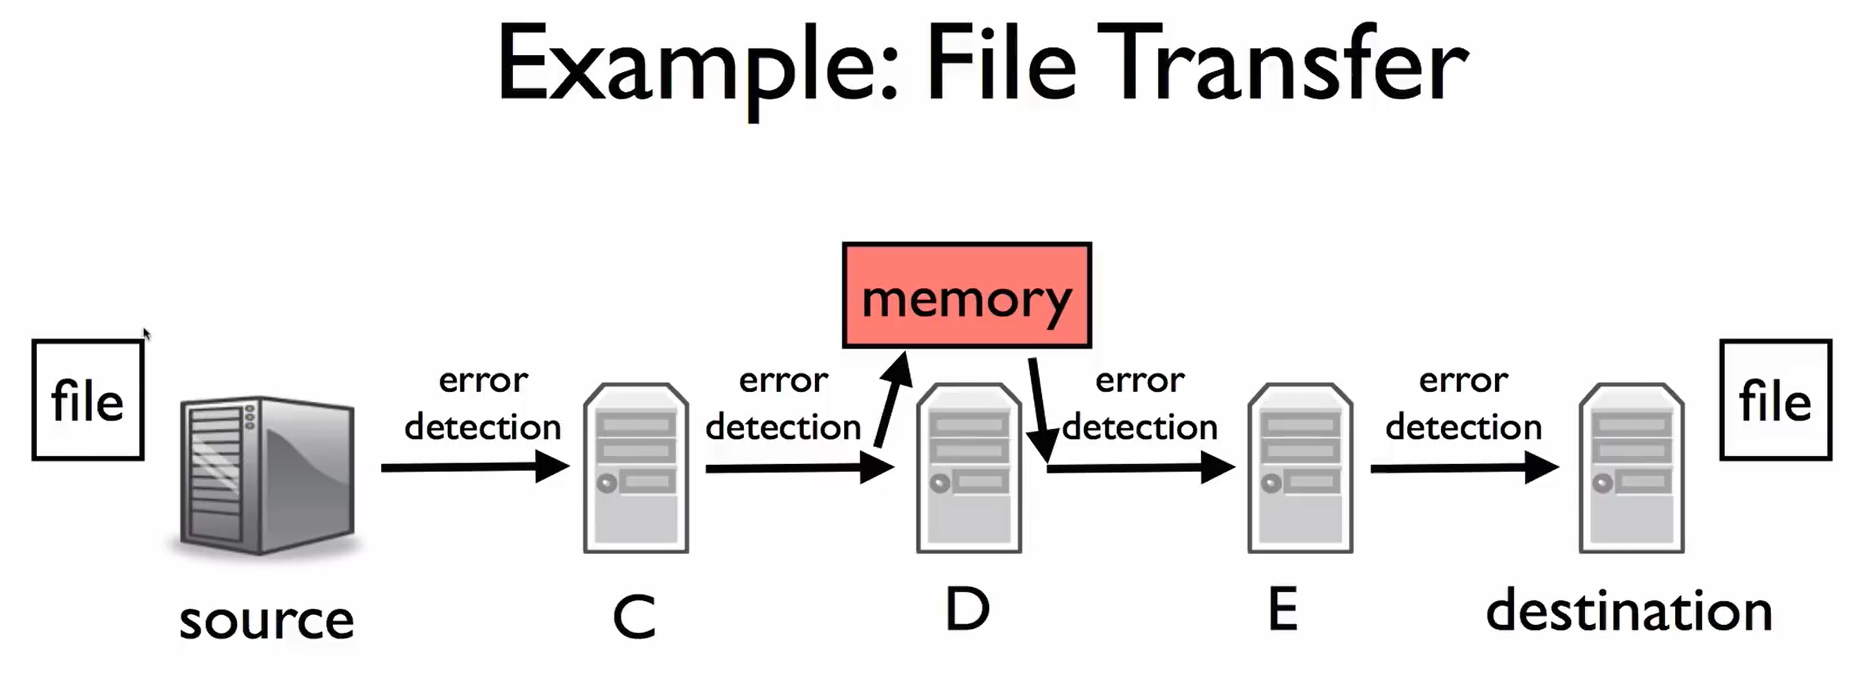 Example: File Transfer
memory
file
error
detection
error
detection
error
detection
error
detection
file
source
C
D
E
destination